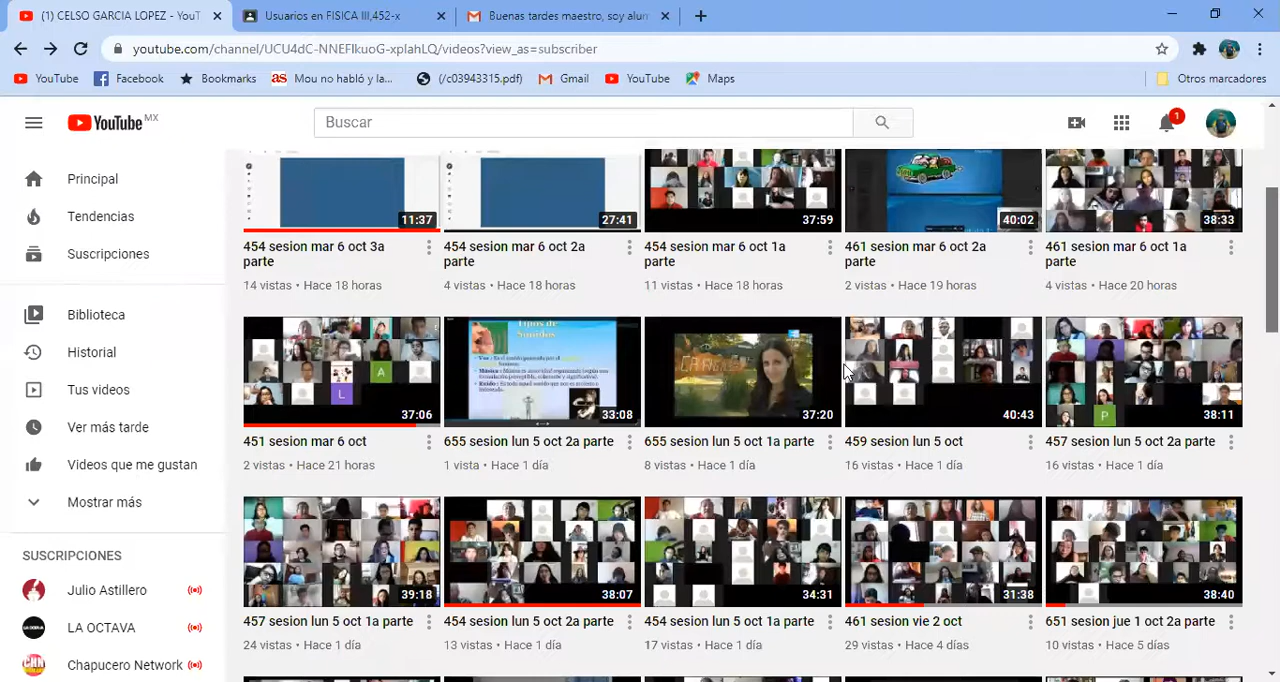 (1) CELSO GARCIA LOPEZ - YouT
Usuarios en FISICA III,452-x
Buenas tardes maestro, soy alun
youtube.com/channel/UCU4dC-NNEFlkuoG-xplahLQ/videos?view_as=subscriber
YouTube
Facebook
Bookmarks
as
Mou no habló y la...
(/c03943315.pdf)
Gmail
YouTube
Maps
Otros marcadores
YouTube MX
Buscar
1
Principal
Tendencias
Suscripciones
Biblioteca
Historial
Tus videos
Ver más tarde
Videos que me gustan
Mostrar más
SUSCRIPCIONES
Julio Astillero
LA OCTAVA
Chapucero Network
11:37
27:41
37:59
40:02
38:33
454 sesion mar 6 oct 3a
parte
14 vistas • Hace 18 horas
454 sesion mar 6 oct 2a
parte
4 vistas • Hace 18 horas
454 sesion mar 6 oct 1a
parte
11 vistas • Hace 18 horas
461 sesion mar 6 oct 2a
parte
2 vistas • Hace 19 horas
461 sesion mar 6 oct 1a
parte
4 vistas • Hace 20 horas
A
L
37:06
Tipos de
Sonidos
33:08
37:20
40:43
P
38:11
451 sesion mar 6 oct
2 vistas • Hace 21 horas
655 sesion lun 5 oct 2a parte
1 vista • Hace 1 día
655 sesion lun 5 oct 1a parte
8 vistas • Hace 1 día
459 sesion lun 5 oct
16 vistas • Hace 1 día
457 sesion lun 5 oct 2a parte
16 vistas • Hace 1 día
39:18
38:07
34:31
31:38
38:40
457 sesion lun 5 oct 1a parte
24 vistas • Hace 1 día
454 sesion lun 5 oct 2a parte
13 vistas • Hace 1 día
454 sesion lun 5 oct 1a parte
17 vistas • Hace 1 día
461 sesion vie 2 oct
29 vistas • Hace 4 días
651 sesion jue 1 oct 2a parte
10 vistas • Hace 5 días